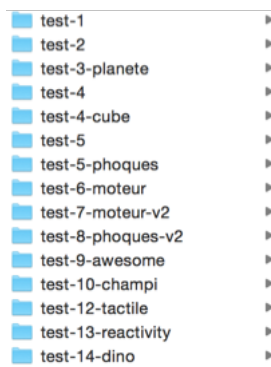 test-1
test-2
test-3-planete
test-4
test-4-cube
test-5
test-5-phoques
test-6-moteur
test-7-moteur-v2
test-8-phoques-v2
test-9-awesome
test-10-champi
test-12-tactile
test-13-reactivity
test-14-dino